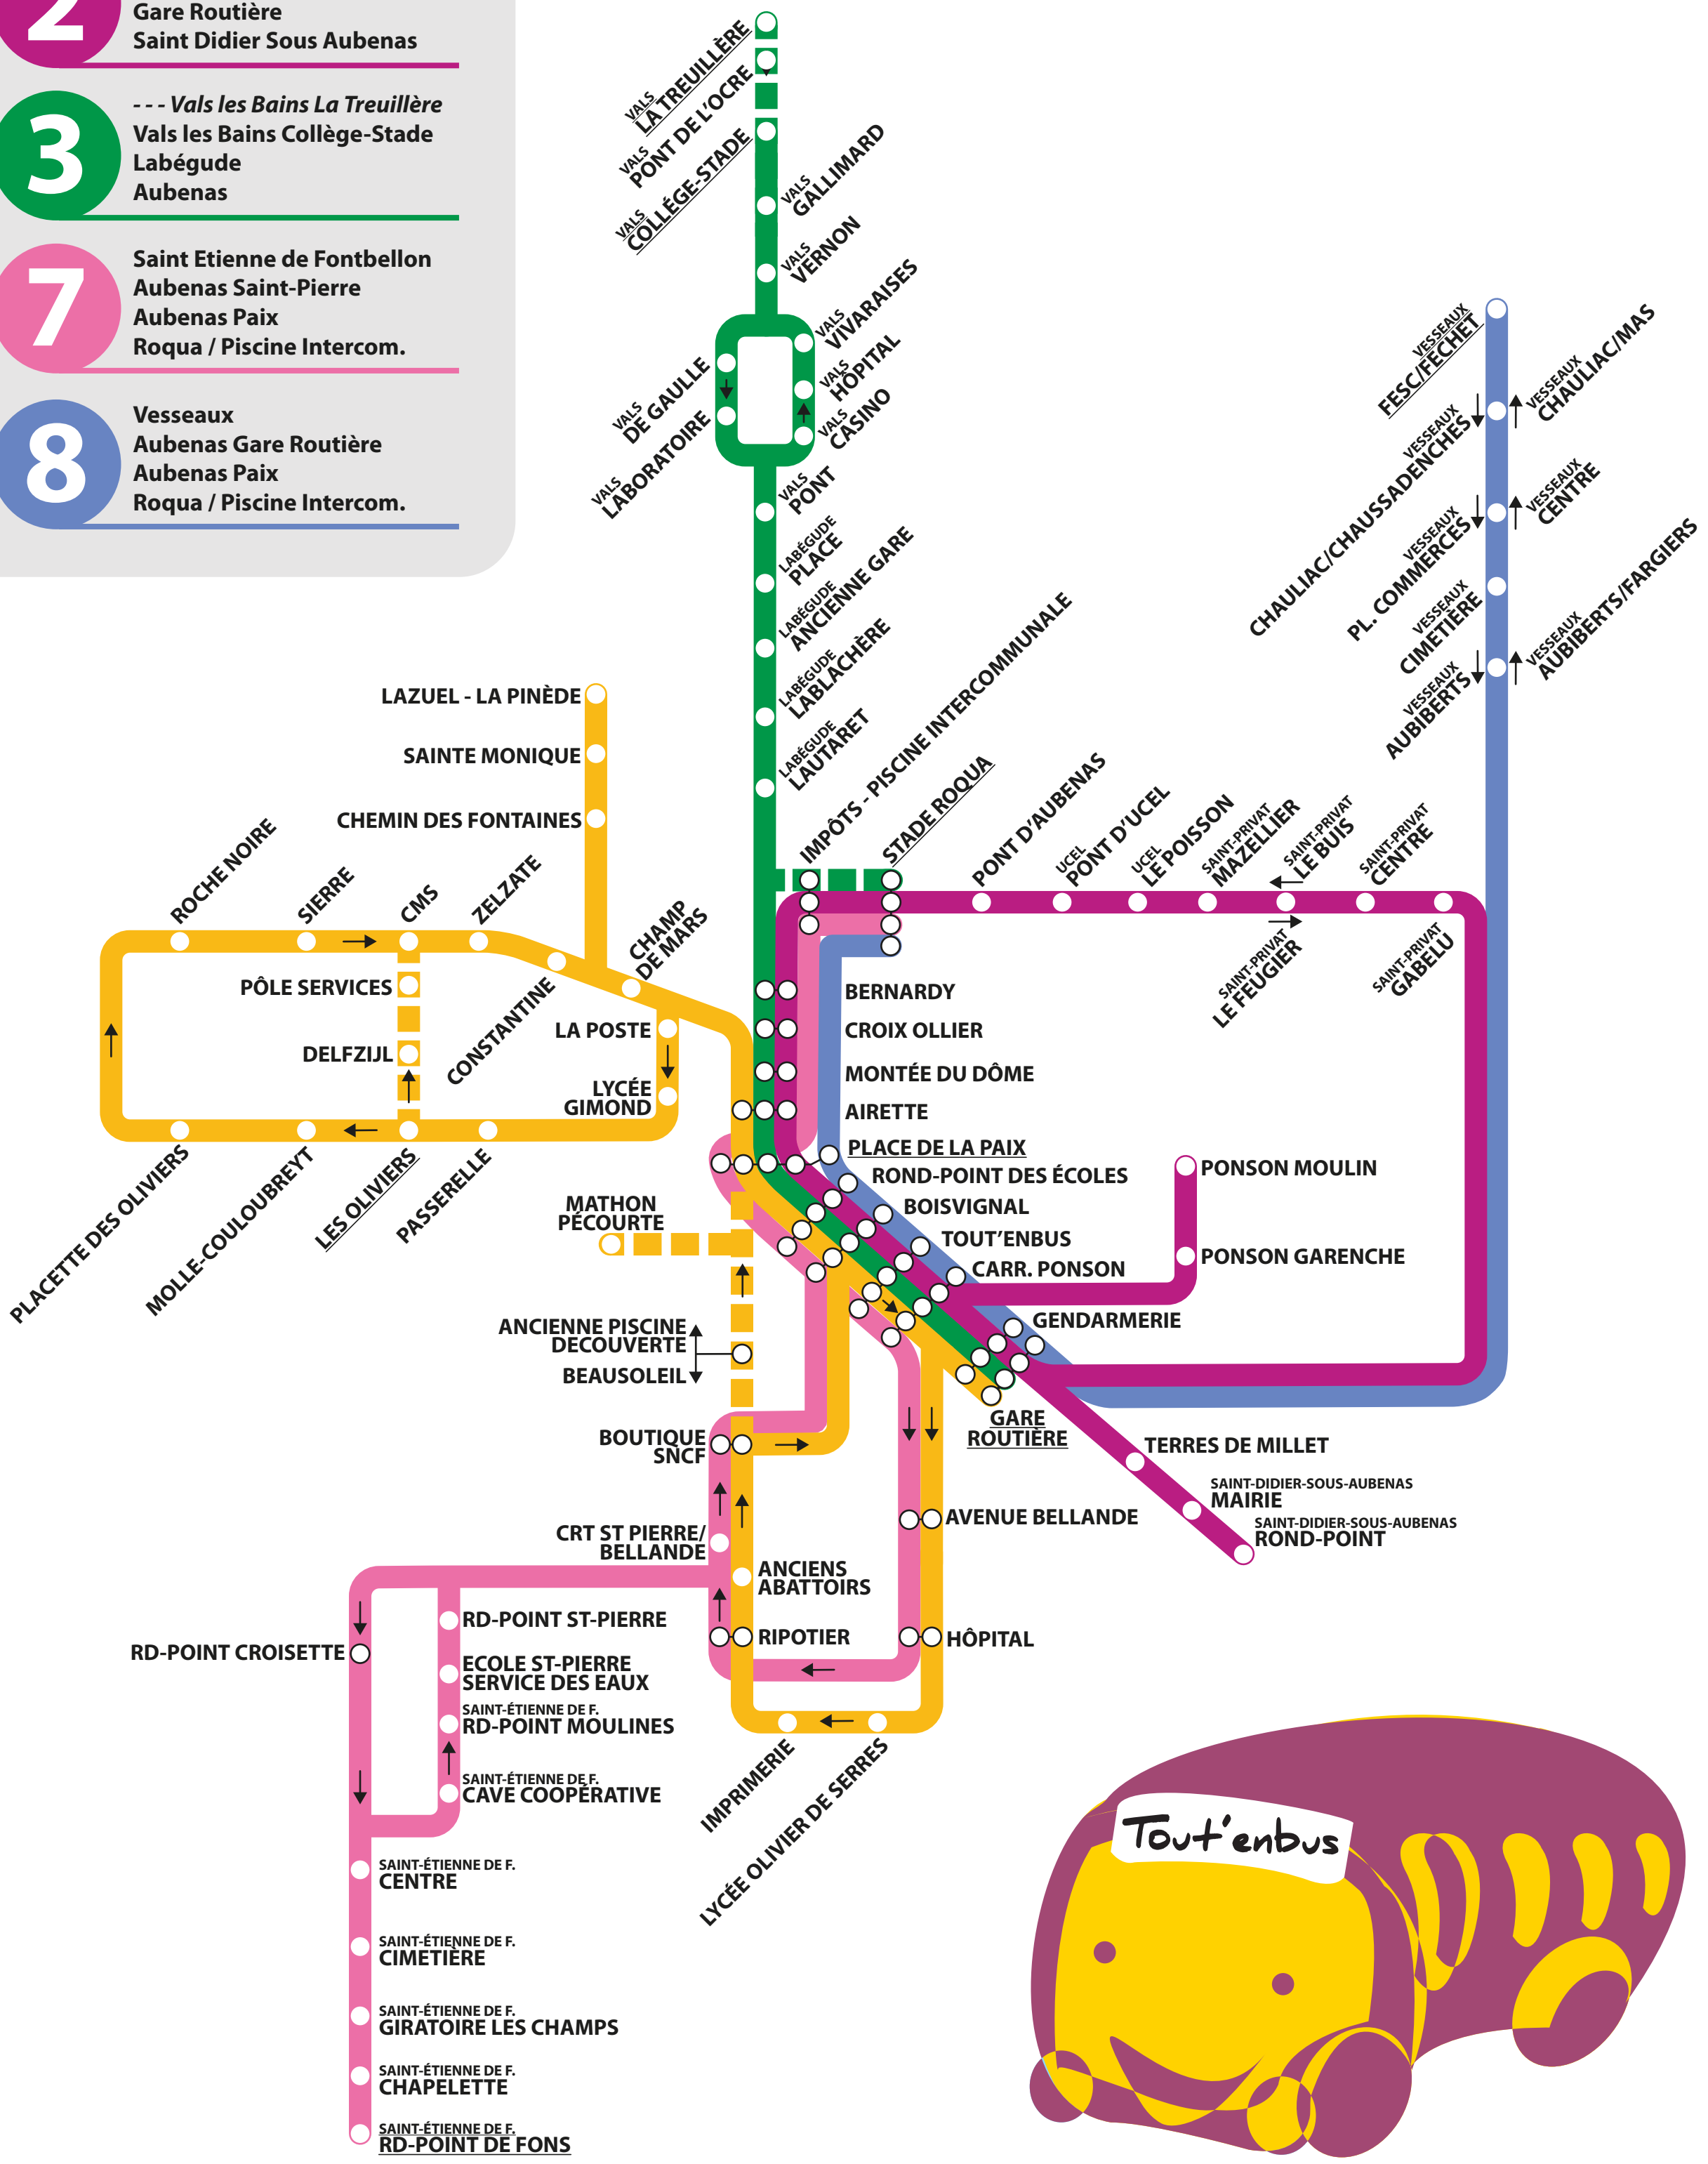 2
Gare Routière
Saint Didier Sous Aubenas
3
- - - Vals les Bains La Treuillère
Vals les Bains Collège-Stade
Labégude
Aubenas
7
Saint Etienne de Fontbellon
Aubenas Saint-Pierre
Aubenas Paix
Roqua / Piscine Intercom.
8
Vesseaux
Aubenas Gare Routière
Aubenas Paix
Roqua / Piscine Intercom.
VALS
LA TREUILLÈRE
VALS
PONT DE L'OCRE
VALS
COLLÉGE-STADE
VALS
GALLIMARD
VALS
VERNON
VALS
VIVARAISES
VALS
HÔPITAL
VALS
CASINO
VALS
DE GAULLE
VALS
LABORATOIRE
VALS
PONT
LABÉGUDE
PLACE
LABÉGUDE
ANCIENNE GARE
LABÉGUDE
LABLACHÈRE
LABÉGUDE
LAUTARET
VESSEAUX
FESC/FECHET
VESSEAUX
CHAULIAC/MAS
VESSEAUX
CHAULIAC/CHAUSSADENCHES
VESSEAUX
CENTRE
VESSEAUX
PL. COMMERCES
VESSEAUX
CIMETIÈRE
VESSEAUX
AUBIBERTS/FARGIERS
VESSEAUX
AUBIBERTS
IMPÔTS - PISCINE INTERCOMMUNALE
STADE ROQUA
PONT D'AUBENAS
UCEL
PONT D'UCEL
UCEL
LE POISSON
SAINT-PRIVAT
MAZELLIER
SAINT-PRIVAT
LE BUIS
SAINT-PRIVAT
CENTRE
SAINT-PRIVAT
LE FEUGIER
SAINT-PRIVAT
GABELU
LAZUEL - LA PINÈDE
SAINTE MONIQUE
CHEMIN DES FONTAINES
ROCHE NOIRE
SIERRE
CMS
ZELZATE
CHAMP
DE MARS
PÔLE SERVICES
DELFZIJL
CONSTANTINE
LA POSTE
LYCÉE
GIMOND
PLACETTE DES OLIVIERS
MOLLE-COULOUBREYT
LES OLIVIERS
PASSERELLE
BERNARDY
CROIX OLLIER
MONTÉE DU DÔME
AIRETTE
PLACE DE LA PAIX
ROND-POINT DES ÉCOLES
BOISVIGNAL
TOUT'ENBUS
CARR. PONSON
GENDARMERIE
PONSON MOULIN
PONSON GARENCHE
MATHON
PÉCOURTE
ANCIENNE PISCINE
DECOUVERTE
BEAUSOLEIL
BOUTIQUE
SNCF
GARE
ROUTIÈRE
TERRES DE MILLET
SAINT-DIDIER-SOUS-AUBENAS
MAIRIE
SAINT-DIDIER-SOUS-AUBENAS
ROND-POINT
AVENUE BELLANDE
CRT ST PIERRE/
BELLANDE
ANCIENS
ABATTOIRS
RIPOTIER
HÔPITAL
RD-POINT CROISETTE
RD-POINT ST-PIERRE
ECOLE ST-PIERRE
SERVICE DES EAUX
SAINT-ÉTIENNE DE F.
RD-POINT MOULINES
SAINT-ÉTIENNE DE F.
CAVE COOPÉRATIVE
IMPRIMERIE
LYCÉE OLIVIER DE SERRES
SAINT-ÉTIENNE DE F.
CENTRE
SAINT-ÉTIENNE DE F.
CIMETIÈRE
SAINT-ÉTIENNE DE F.
GIRATOIRE LES CHAMPS
SAINT-ÉTIENNE DE F.
CHAPELETTE
SAINT-ÉTIENNE DE F.
RD-POINT DE FONS
Tout'enbus